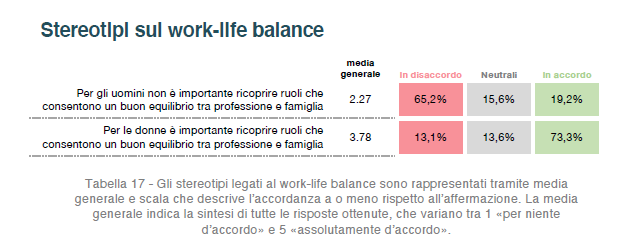 Stereotipi sul work-life balance
media
generale
In disaccordo
Neutrali
In accordo
Per gli uomini non è importante ricoprire ruoli che
consentono un buon equilibrio tra professione e famiglia
2.27
65,2%
15,6%
19,2%
Per le donne è importante ricoprire ruoli che
consentono un buon equilibrio tra professione e famiglia
3.78
13,1%
13,6%
73,3%
Tabella 17 - Gli stereotipi legati al work-life balance sono rappresentati tramite media
generale e scala che descrive l’accordanza a o meno rispetto all’affermazione. La media
generale indica la sintesi di tutte le risposte ottenute, che variano tra 1 «per niente
d’accordo» e 5 «assolutamente d’accordo».